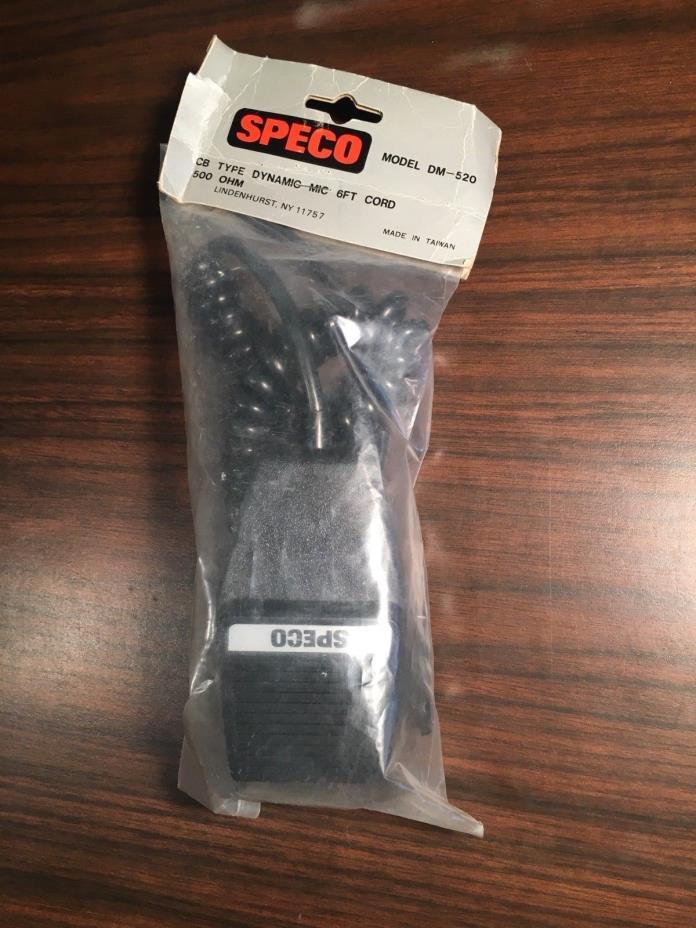 SPECO
MODEL DM-520
CB TYPE DYNAMIC MIC 6FT CORD
500 OHM
LINDENHURST, NY 11757
MADE IN TAIWAN
SPECO